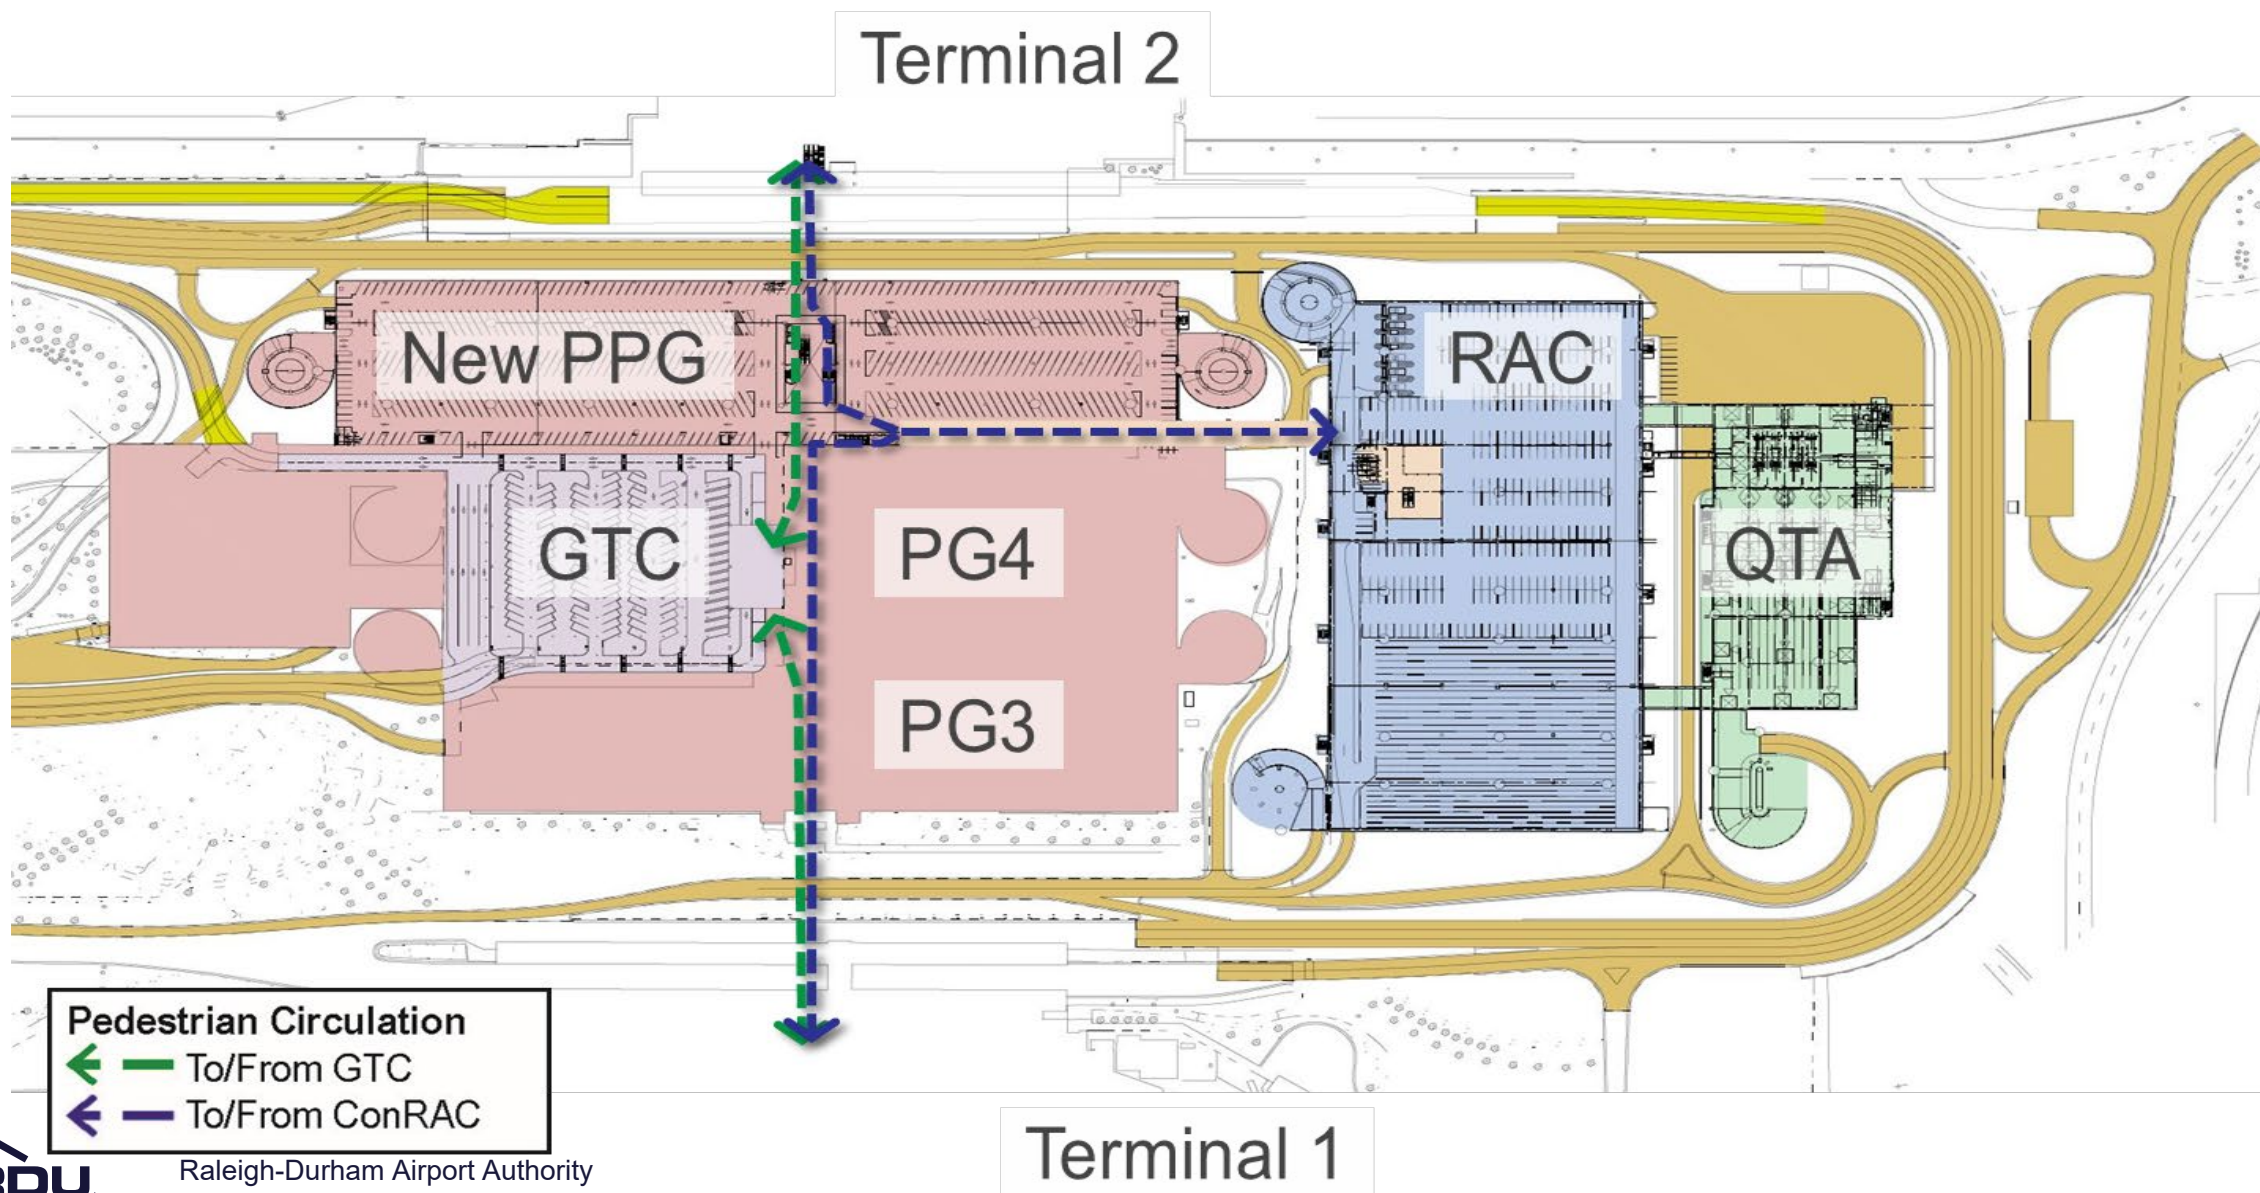 Terminal 2
New PPG
RAC
GTC
PG4
QTA
PG3
Pedestrian Circulation
To/From GTC
To/From ConRAC
Terminal 1
RDU
Raleigh-Durham Airport Authority